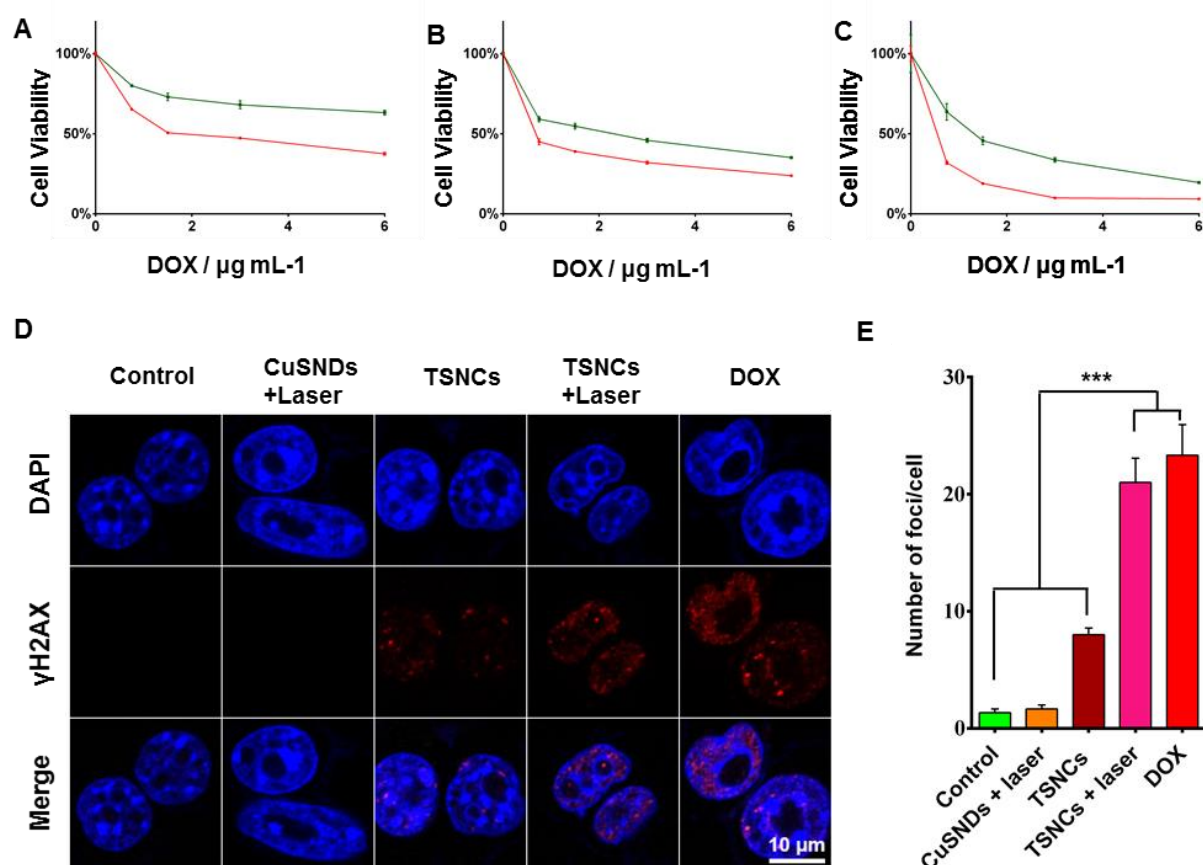 A
100%
50%
0%
Cell Viability
0
2
4
6
DOX / µg mL-1
B
100%
50%
0%
Cell Viability
0
2
4
6
DOX / µg mL-1
C
100%
50%
0%
Cell Viability
0
2
4
6
DOX / µg mL-1
D
Control
CuSNDs
+Laser
TSNCs
TSNCs
+Laser
DOX
DAPI
γH2AX
Merge
10 µm
E
Number of foci/cell
30
20
10
0
***
Control
CuSNDs + laser
TSNCs
TSNCs + laser
DOX